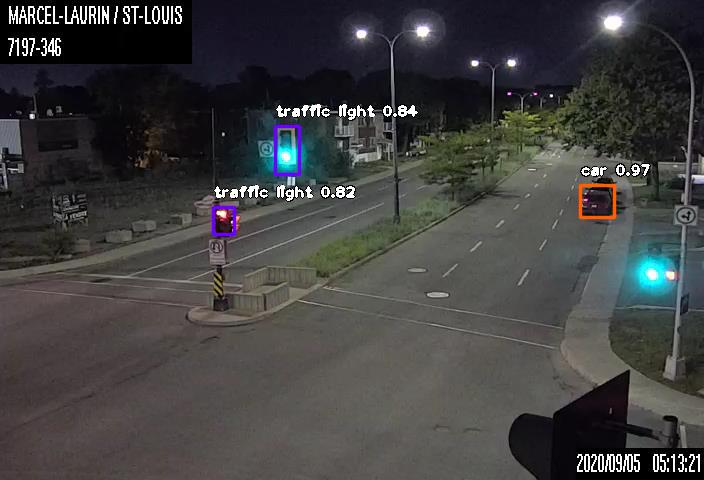 MARCEL-LAURIN / ST-LOUIS
7197-346
traffic light 0.84
car 0.97
traffic light 0.82
2020/09/05 05:13:21